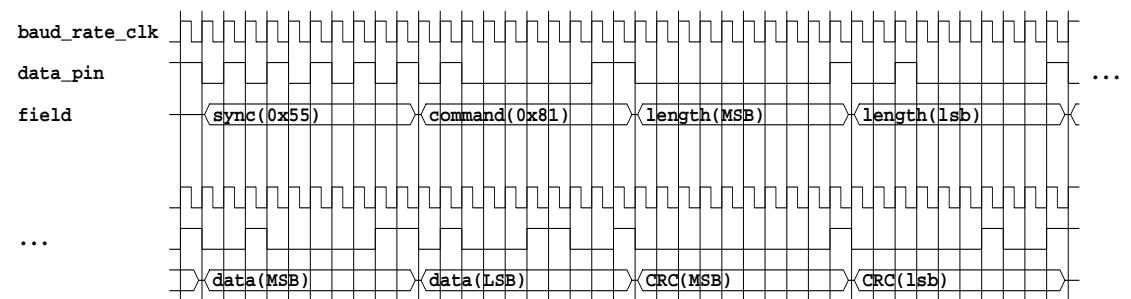 baud_rate_clk
data_pin ...
field sync(0x55) command(0x81) length(MSB) length(lsb)
...
data(MSB) data(LSB) CRC(MSB) CRC(lsb)